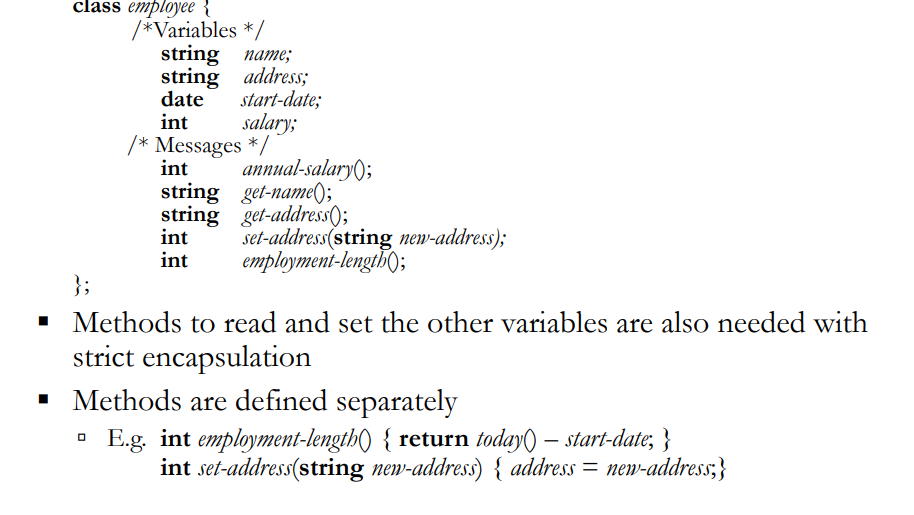 class employee {
/*Variables */
string name;
string address;
date start-date;
int salary;
/* Messages */
int annual-salary();
string get-name();
string get-address();
int set-address(string new-address);
int employment-length();
};
▪ Methods to read and set the other variables are also needed with
strict encapsulation
▪ Methods are defined separately
▫ E.g. int employment-length() { return today() – start-date; }
int set-address(string new-address) { address = new-address;}